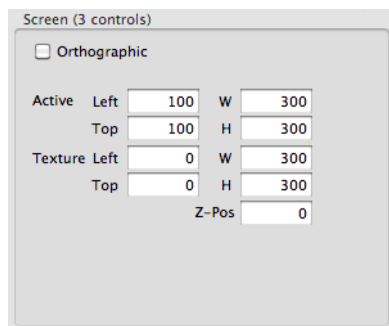 Screen (3 controls)
Orthographic
Active Left 100 W 300
Top 100 H 300
Texture Left 0 W 300
Top 0 H 300
Z-Pos 0